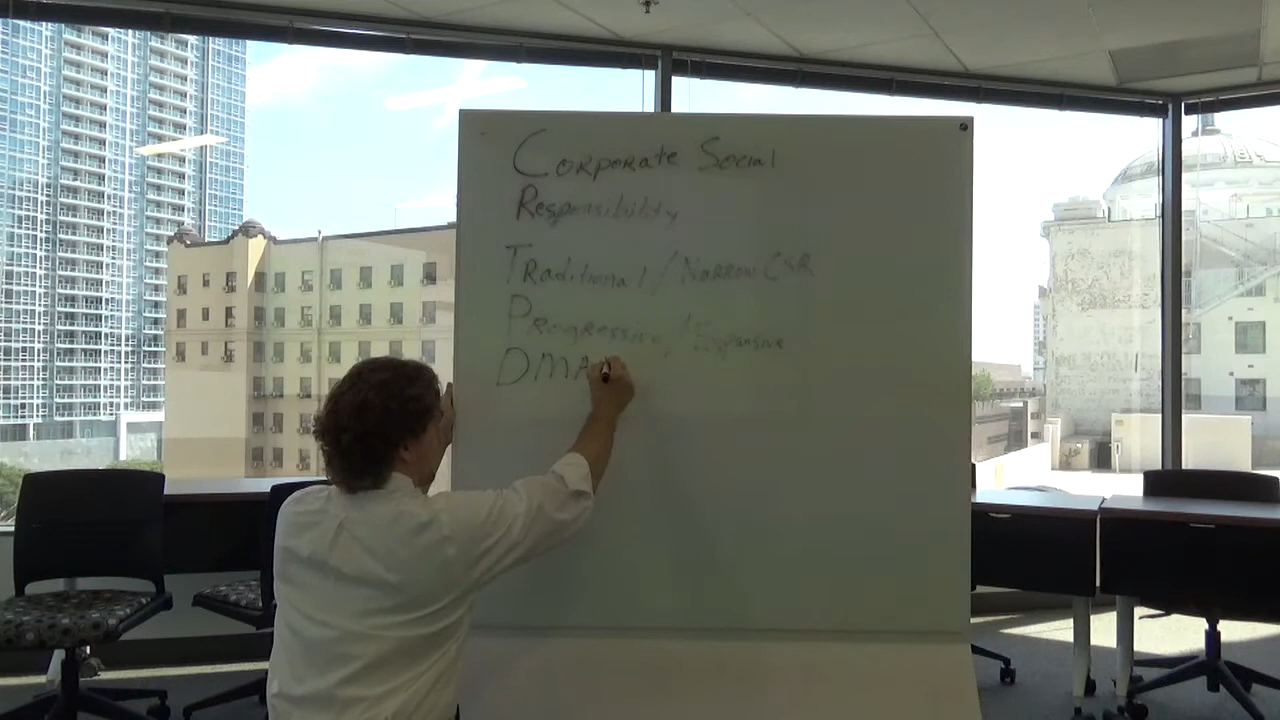 Corporate Social
Responsibility
Traditional / Narrow CSR
Progressive / Expansive
DMA